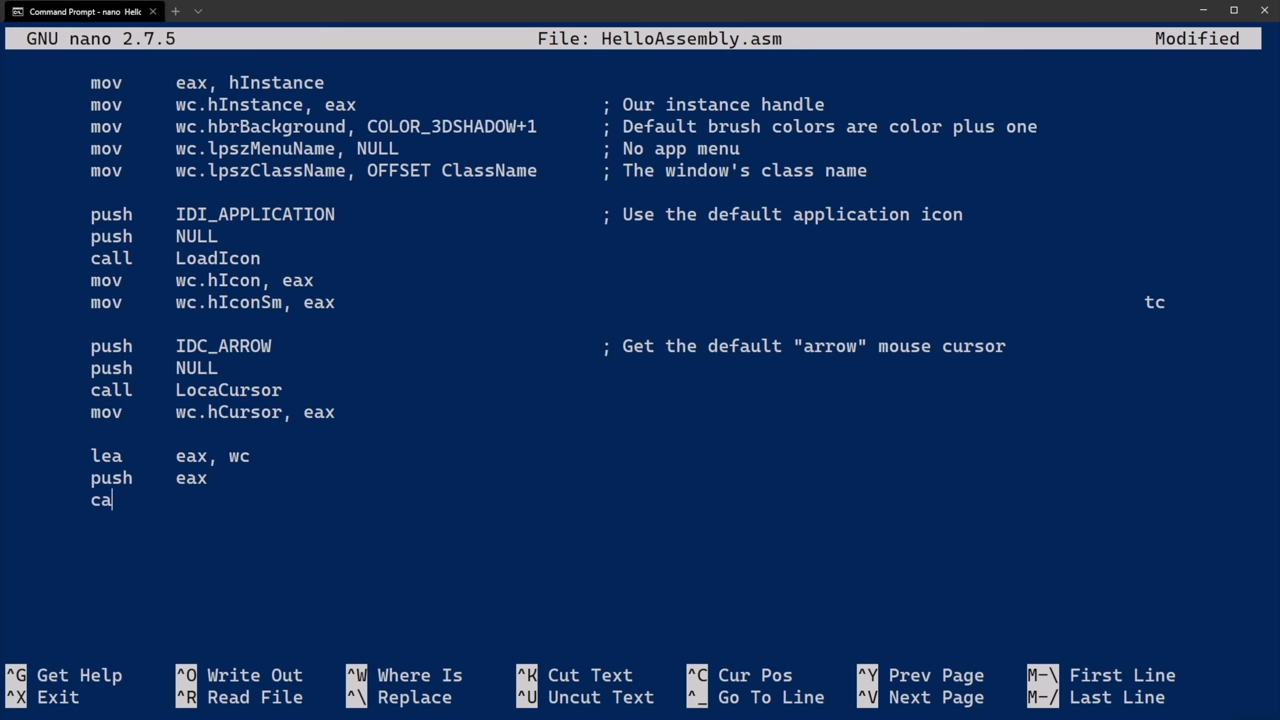 Command Prompt - nano Hello
GNU nano 2.7.5 File: HelloAssembly.asm Modified
mov eax, hInstance
mov wc.hInstance, eax ; Our instance handle
mov wc.hbrBackground, COLOR_3DSHADOW+1 ; Default brush colors are color plus one
mov wc.lpszMenuName, NULL ; No app menu
mov wc.lpszClassName, OFFSET ClassName ; The window's class name
push IDI_APPLICATION ; Use the default application icon
push NULL
call LoadIcon
mov wc.hIcon, eax
mov wc.hIconSm, eax tc
push IDC_ARROW ; Get the default "arrow" mouse cursor
push NULL
call LocaCursor
mov wc.hCursor, eax
lea eax, wc
push eax
ca
^G Get Help ^O Write Out ^W Where Is ^K Cut Text ^C Cur Pos ^Y Prev Page M-\ First Line
^X Exit ^R Read File ^\ Replace ^U Uncut Text ^_ Go To Line ^V Next Page M-/ Last Line